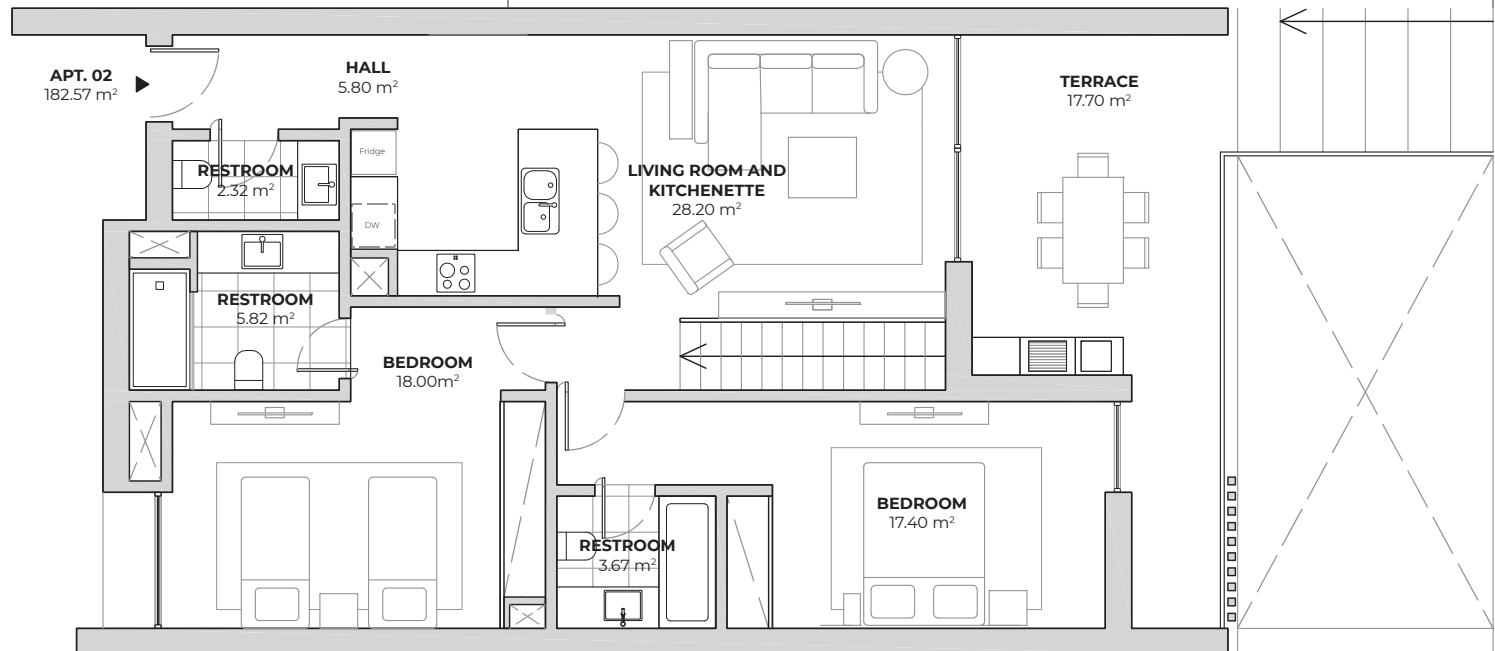 APT. 02
182.57 m²
HALL
5.80 m²
TERRACE
17.70 m²
Fridge
RESTROOM
2.32 m²
LIVING ROOM AND
KITCHENETTE
28.20 m²
DW
RESTROOM
5.82 m²
BEDROOM
18.00m²
BEDROOM
17.40 m²
RESTROOM
3.67 m²